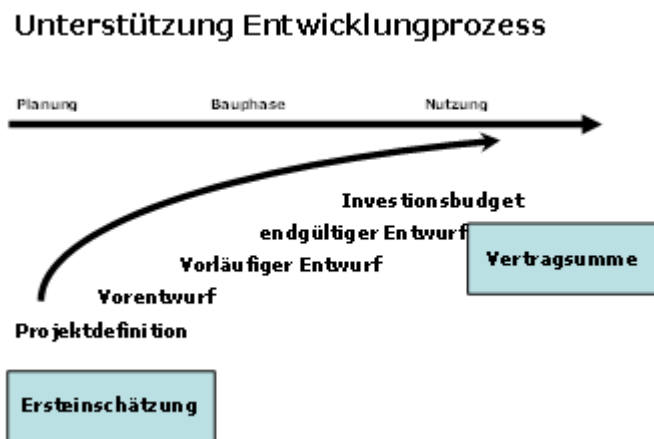 Unterstützung Entwicklungprozess
Planung Bauphase Nutzung
Investionsbudget
endgültiger Entwurf
Vertragsumme
Vorläufiger Entwurf
Vorentwurf
Projektdefinition
Ersteinschätzung